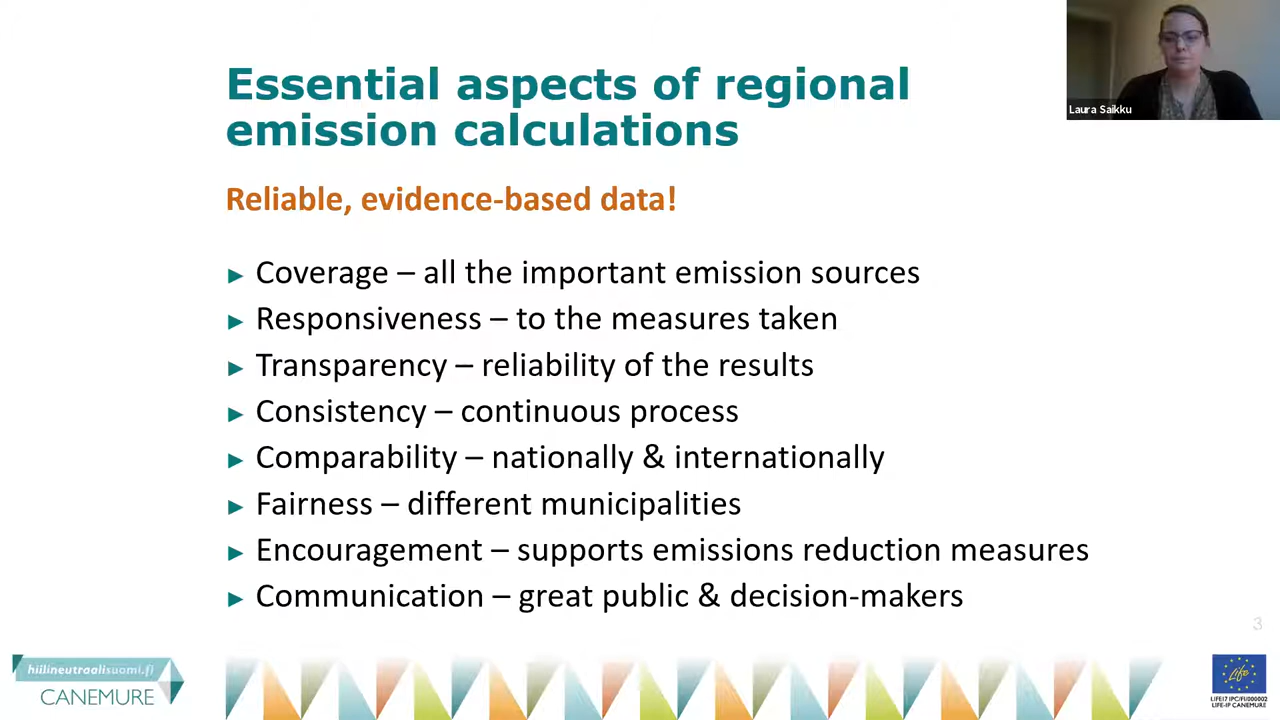 Laura Saikku
Essential aspects of regional
emission calculations
Reliable, evidence-based data!
► Coverage – all the important emission sources
► Responsiveness – to the measures taken
► Transparency – reliability of the results
► Consistency – continuous process
► Comparability – nationally & internationally
► Fairness – different municipalities
► Encouragement – supports emissions reduction measures
► Communication – great public & decision-makers
3
hiilineutraalisuomi.fi
CANEMURE
Life
LIFE17 IPC/FI/000002
LIFE-IP CANEMURE